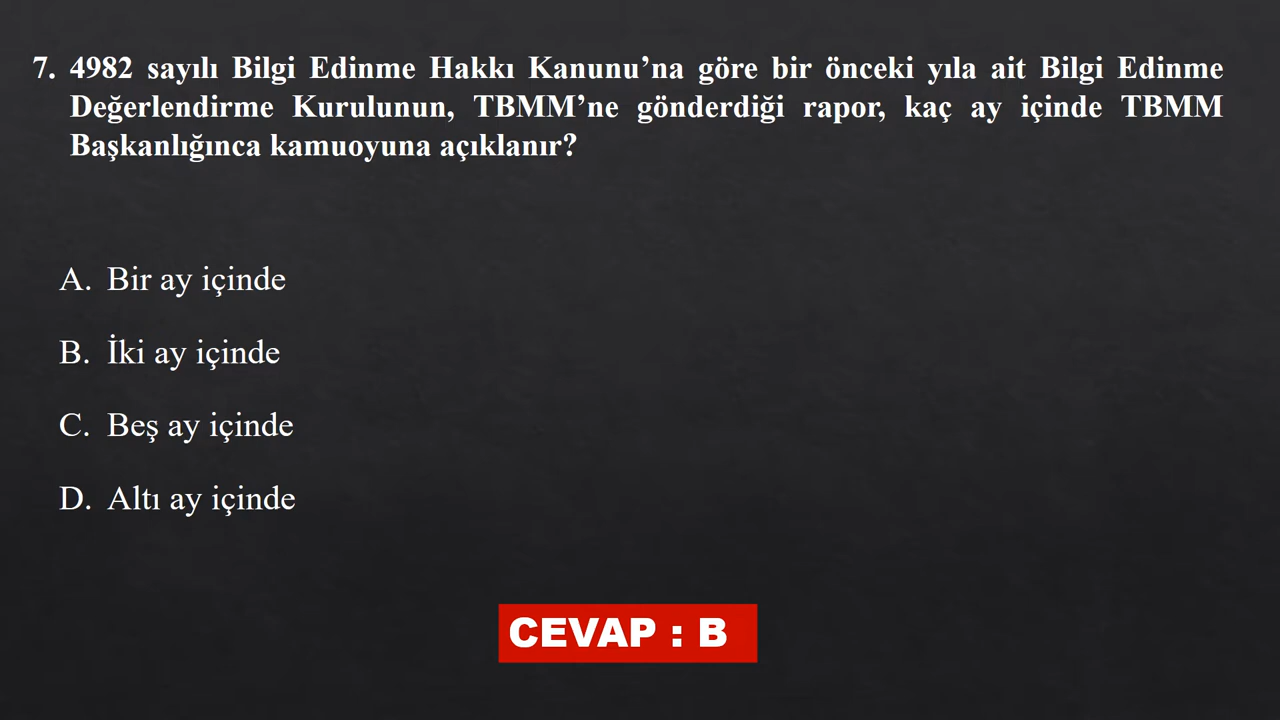 7. 4982 sayılı Bilgi Edinme Hakkı Kanunu’na göre bir önceki yıla ait Bilgi Edinme
Değerlendirme Kurulunun, TBMM’ne gönderdiği rapor, kaç ay içinde TBMM
Başkanlığınca kamuoyuna açıklanır?
A. Bir ay içinde
B. İki ay içinde
C. Beş ay içinde
D. Altı ay içinde
CEVAP : B